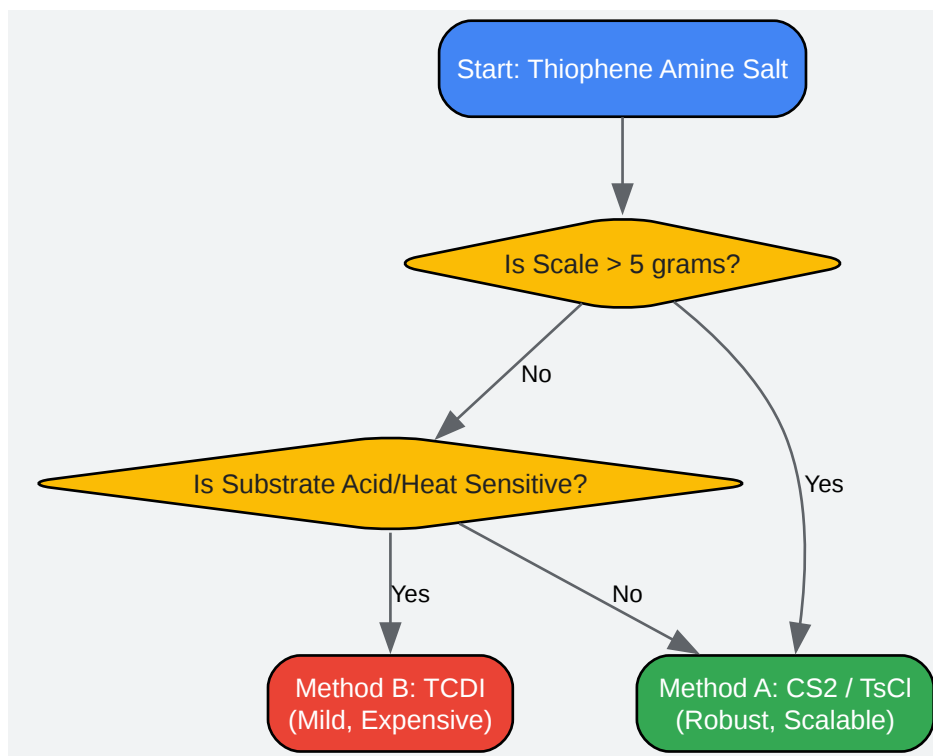 Start: Thiophene Amine Salt
Is Scale > 5 grams?
No
Yes
Is Substrate Acid/Heat Sensitive?
Yes
No
Method B: TCDI
(Mild, Expensive)
Method A: CS2 / TsCl
(Robust, Scalable)